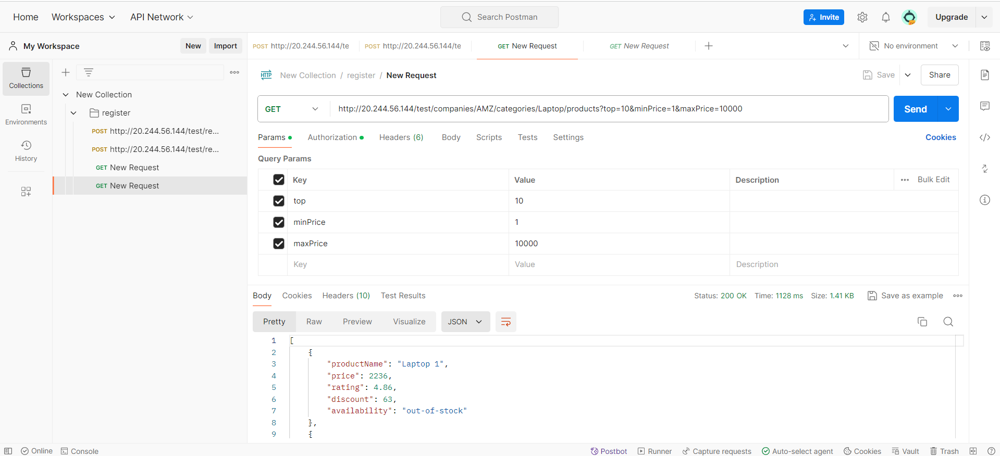 Home Workspaces API Network Search Postman Invite Upgrade
My Workspace New Import POST http://20.244.56.144/te POST http://20.244.56.144/te GET New Request GET New Request No environment
Collections
Environments
History
New Collection
register
POST http://20.244.56.144/test/re...
POST http://20.244.56.144/test/re...
GET New Request
GET New Request
HTTP New Collection / register / New Request Save Share
GET http://20.244.56.144/test/companies/AMZ/categories/Laptop/products?top=10&minPrice=1&maxPrice=10000 Send
Params Authorization Headers (6) Body Scripts Tests Settings Cookies
Query Params
Key Value Description Bulk Edit
top 10
minPrice 1
maxPrice 10000
Key Value Description
Body Cookies Headers (10) Test Results Status: 200 OK Time: 1128 ms Size: 1.41 KB Save as example
Pretty Raw Preview Visualize JSON
1 [
2 {
3 "productName": "Laptop 1",
4 "price": 2236,
5 "rating": 4.86,
6 "discount": 63,
7 "availability": "out-of-stock"
8 },
9 {
Online Console Postbot Runner Capture requests Auto-select agent Cookies Vault Trash